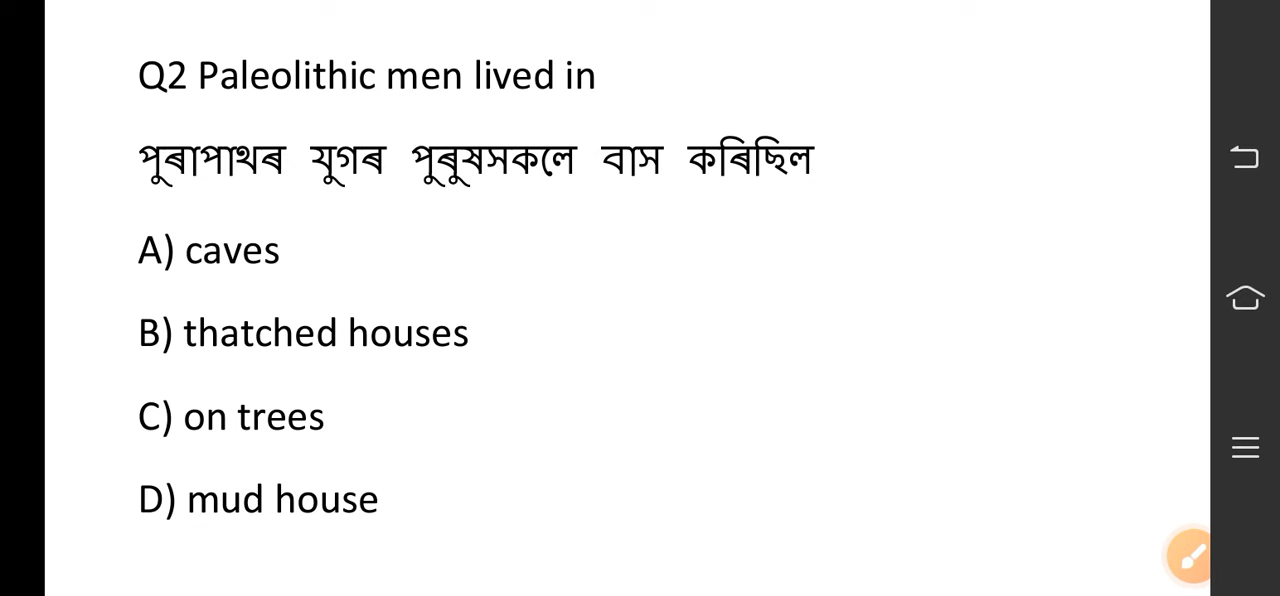 Q2 Paleolithic men lived in
পুৰাপাথৰ যুগৰ পুৰুষসকলে বাস কৰিছিল
A) caves
B) thatched houses
C) on trees
D) mud house